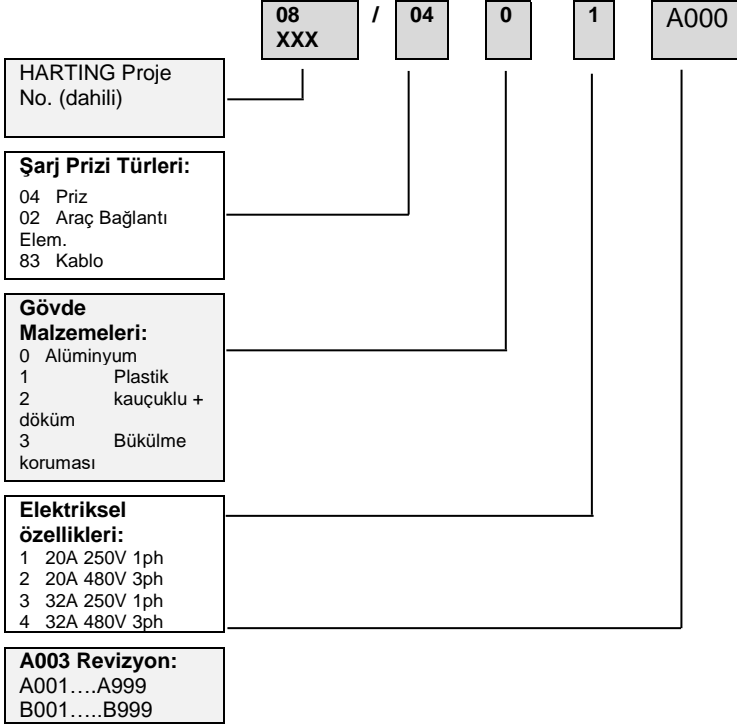 08 / 04 0 1 A000
XXX
HARTING Proje
No. (dahili)
Şarj Prizi Türleri:
04 Priz
02 Araç Bağlantı
Elem.
83 Kablo
Gövde
Malzemeleri:
0 Alüminyum
1 Plastik
2 kauçuklu +
döküm
3 Bükülme
koruması
Elektriksel
özellikleri:
1 20A 250V 1ph
2 20A 480V 3ph
3 32A 250V 1ph
4 32A 480V 3ph
A003 Revizyon:
A001….A999
B001…..B999